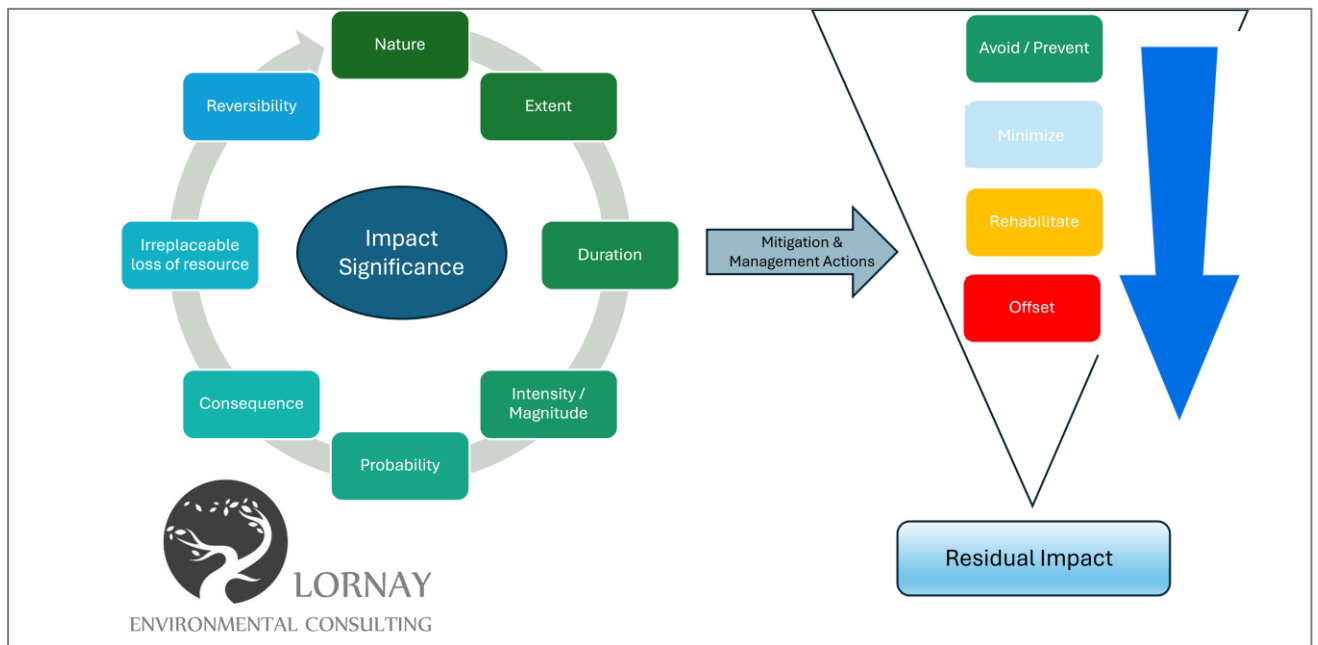 Nature
Extent
Duration
Intensity /
Magnitude
Probability
Consequence
Irreplaceable
loss of resource
Reversibility
Impact
Significance
Mitigation &
Management Actions
Avoid / Prevent
Minimize
Rehabilitate
Offset
Residual Impact
LORNAY
ENVIRONMENTAL CONSULTING